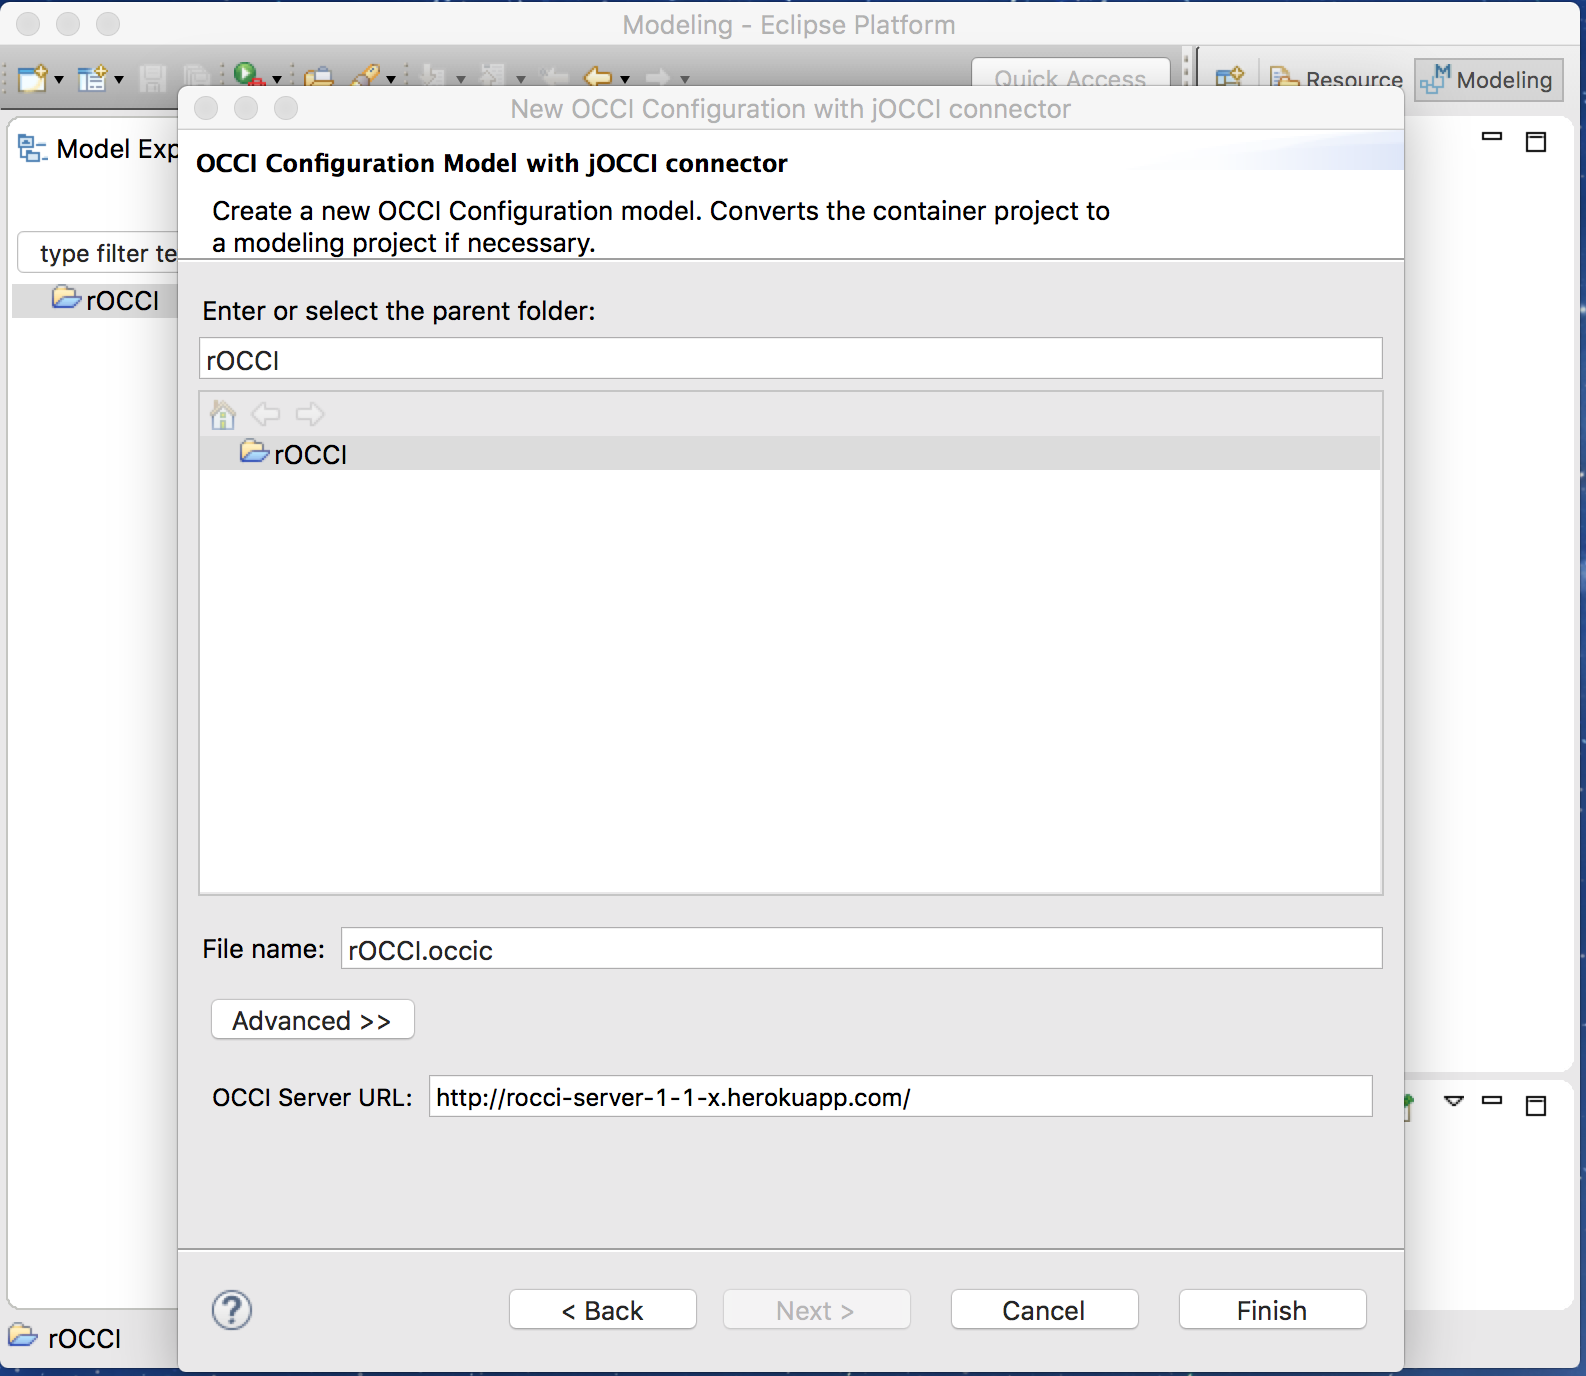 Modeling - Eclipse Platform
Quick Access
Resource
Modeling
Model Exp
type filter te
rOCCI
New OCCI Configuration with jOCCI connector
OCCI Configuration Model with jOCCI connector
Create a new OCCI Configuration model. Converts the container project to
a modeling project if necessary.
Enter or select the parent folder:
rOCCI
rOCCI
File name: rOCCI.occic
Advanced >>
OCCI Server URL: http://rocci-server-1-1-x.herokuapp.com/
< Back Next > Cancel Finish
rOCCI